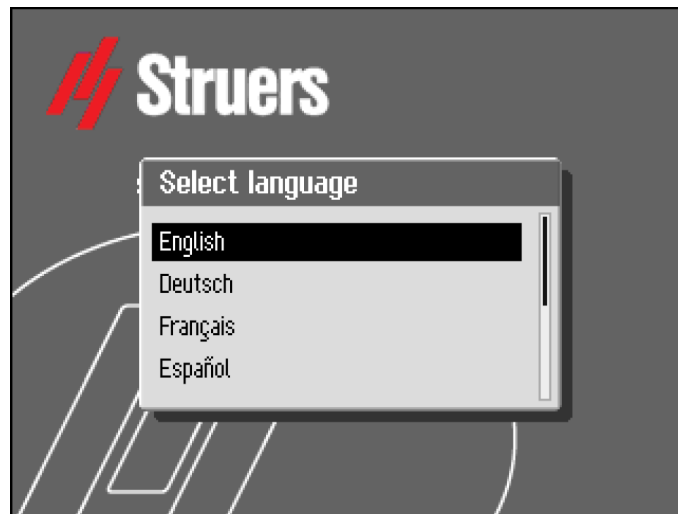 Struers
Select language
English
Deutsch
Français
Español